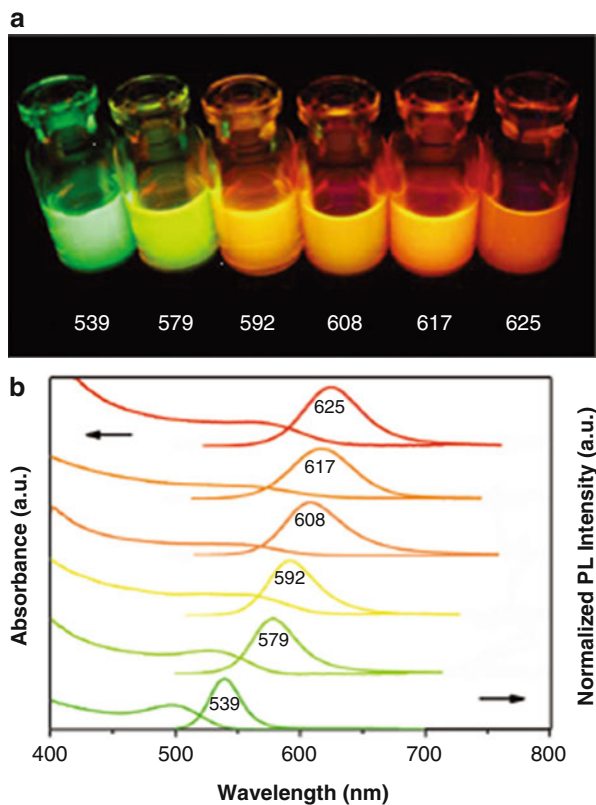 a
539 579 592 608 617 625
b
Absorbance (a.u.)
Normalized PL Intensity (a.u.)
625
617
608
592
579
539
400 500 600 700 800
Wavelength (nm)